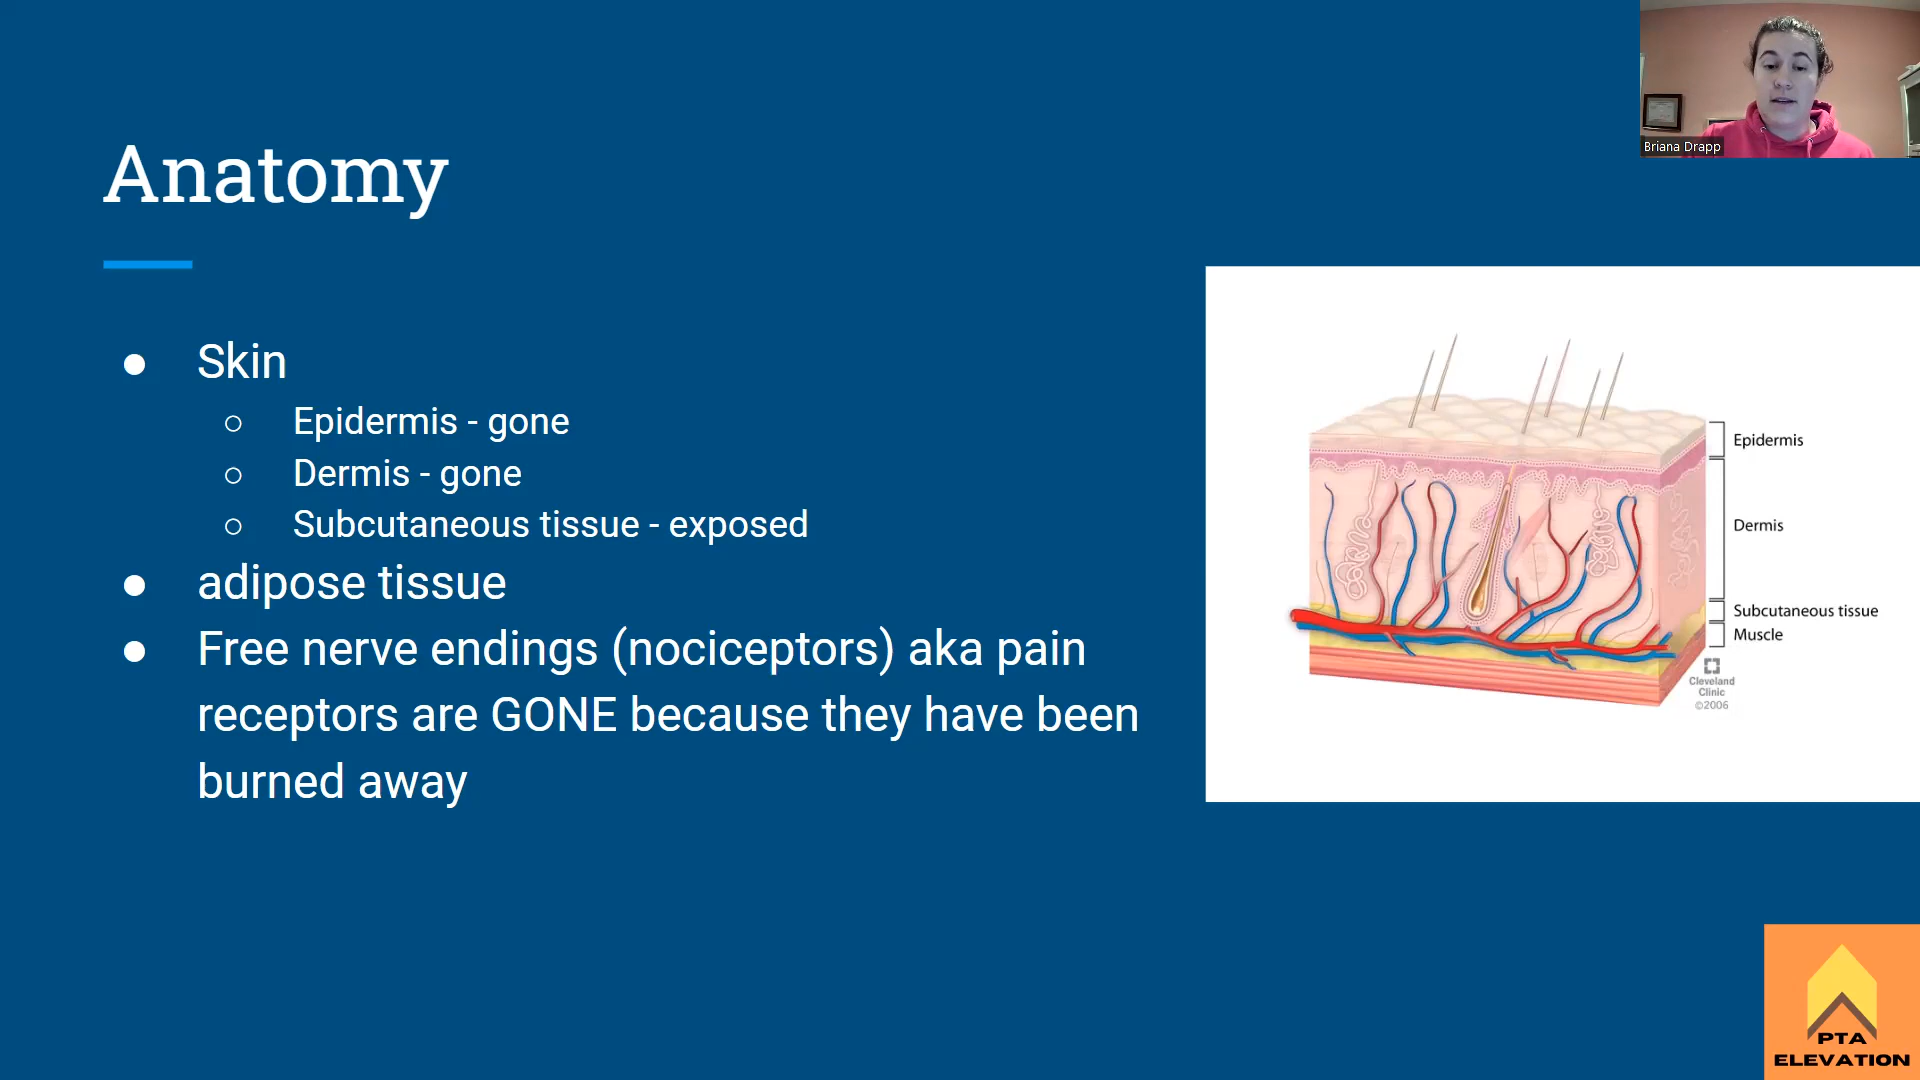 Briana Drapp
Anatomy
● Skin
○ Epidermis - gone
○ Dermis - gone
○ Subcutaneous tissue - exposed
● adipose tissue
● Free nerve endings (nociceptors) aka pain
receptors are GONE because they have been
burned away
Epidermis
Dermis
Subcutaneous tissue
Muscle
Cleveland
Clinic
©2006
PTA
ELEVATION